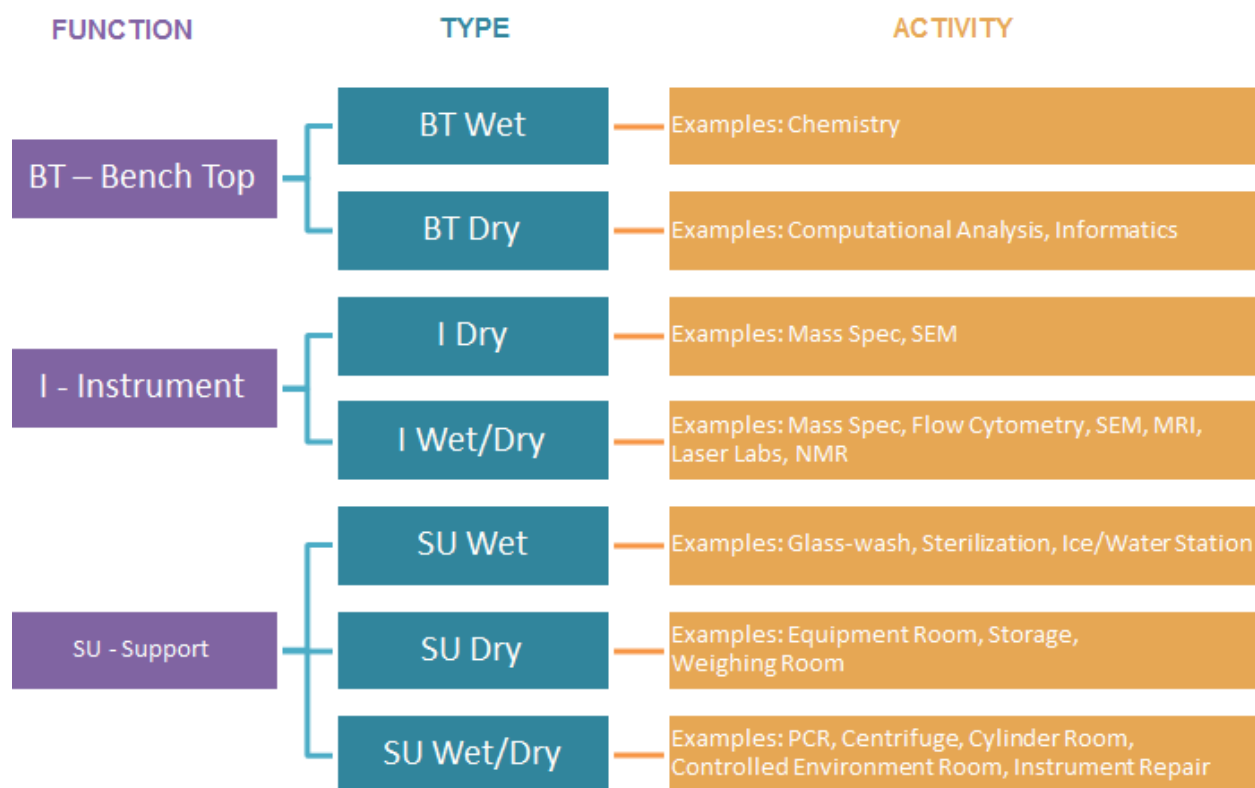 FUNCTION
TYPE
ACTIVITY
BT – Bench Top
BT Wet
Examples: Chemistry
BT Dry
Examples: Computational Analysis, Informatics
I - Instrument
I Dry
Examples: Mass Spec, SEM
I Wet/Dry
Examples: Mass Spec, Flow Cytometry, SEM, MRI,
Laser Labs, NMR
SU - Support
SU Wet
Examples: Glass-wash, Sterilization, Ice/Water Station
SU Dry
Examples: Equipment Room, Storage,
Weighing Room
SU Wet/Dry
Examples: PCR, Centrifuge, Cylinder Room,
Controlled Environment Room, Instrument Repair